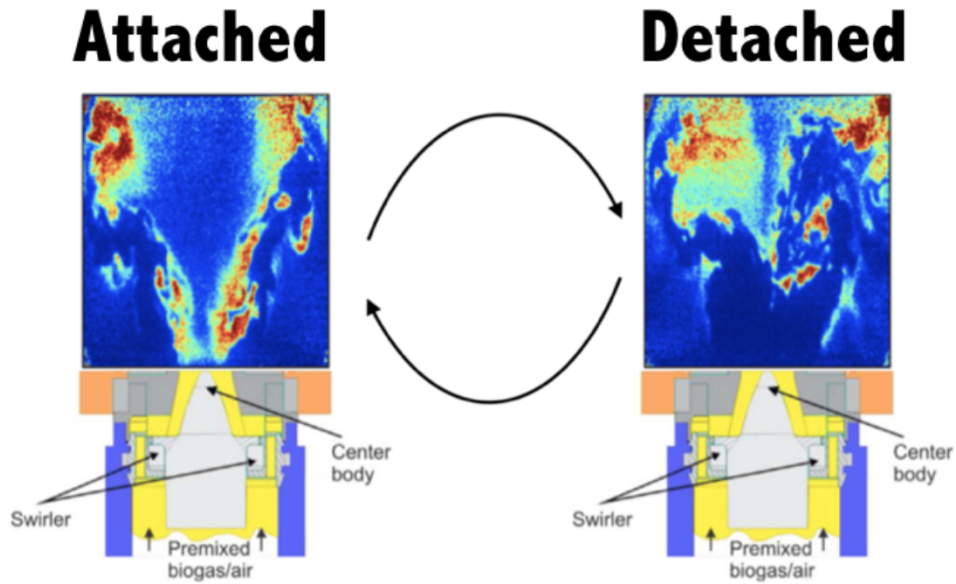 Attached
Detached
Center
body
Swirler
Premixed
biogas/air
Center
body
Swirler
Premixed
biogas/air